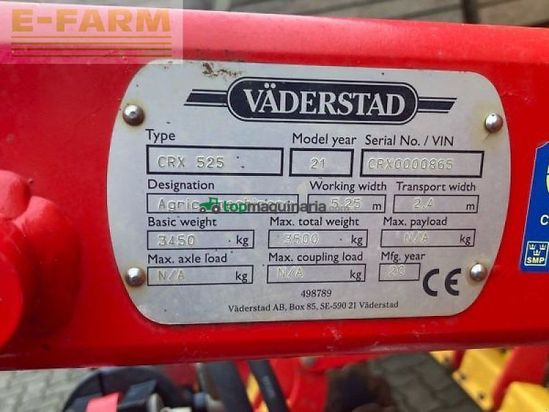 E-FARM
VÄDERSTAD
Type Model year Serial No. / VIN
CRX 525 21 CRX0000865
Designation Working width Transport width
5.25 m 2.4 m
topmaquinaria.com
Basic weight Max. total weight Max. payload
3450 kg 3500 kg N/A kg
Max. axle load Max. coupling load Mfg. year
N/A kg N/A kg 20
CE
498789
Väderstad AB, Box 85, SE-590 21 Väderstad
C
SMP